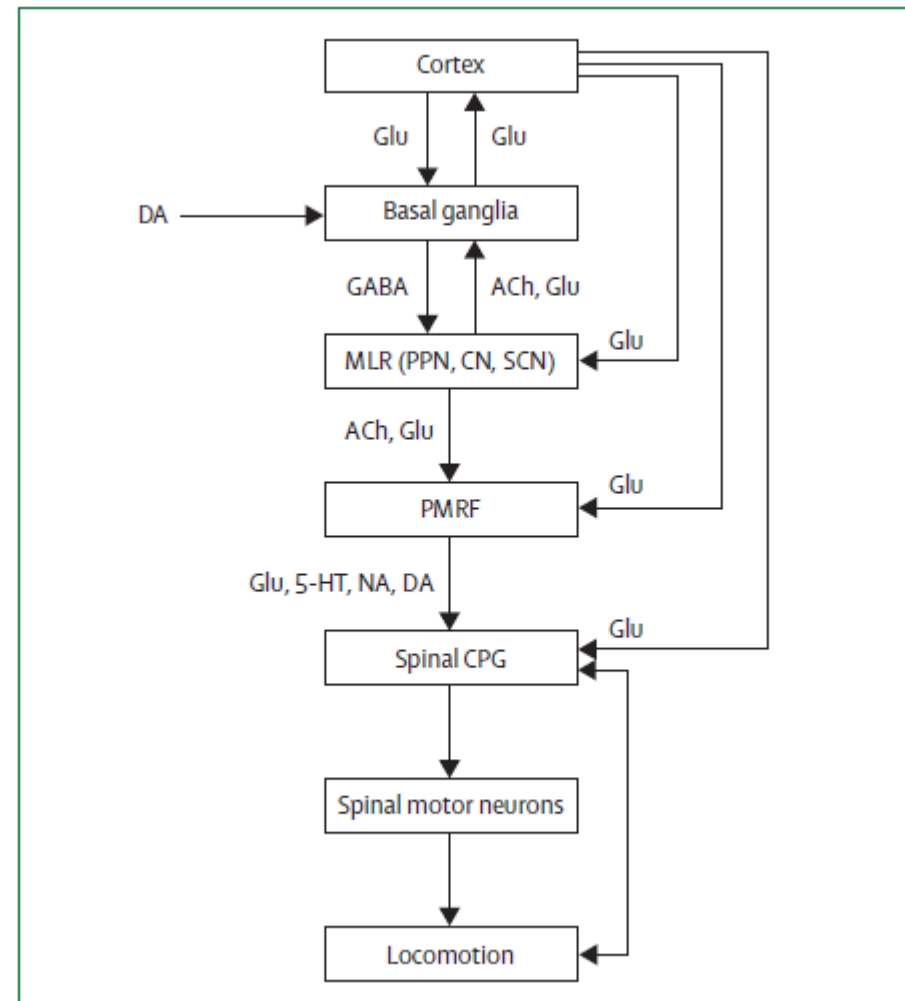 Cortex
Glu
Glu
Basal ganglia
DA
GABA
ACh, Glu
MLR (PPN, CN, SCN)
Glu
ACh, Glu
PMRF
Glu
Glu, 5-HT, NA, DA
Spinal CPG
Glu
Spinal motor neurons
Locomotion